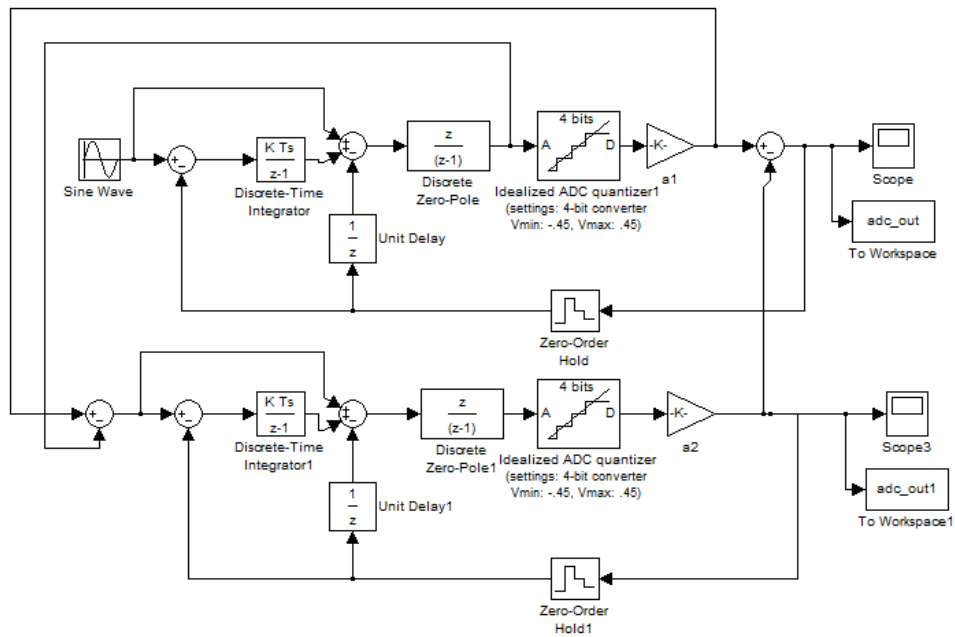 Sine Wave
+
-
K Ts
z-1
Discrete-Time
Integrator
+
+
-
z
(z-1)
Discrete
Zero-Pole
4 bits
A
D
Idealized ADC quantizer1
(settings: 4-bit converter
Vmin: -.45, Vmax: .45)
-K-
a1
+
-
Scope
adc_out
To Workspace
1
z
Unit Delay
Zero-Order
Hold
+
-
+
-
K Ts
z-1
Discrete-Time
Integrator1
+
+
-
z
(z-1)
Discrete
Zero-Pole1
4 bits
A
D
Idealized ADC quantizer
(settings: 4-bit converter
Vmin: -.45, Vmax: .45)
-K-
a2
Scope3
adc_out1
To Workspace1
1
z
Unit Delay1
Zero-Order
Hold1